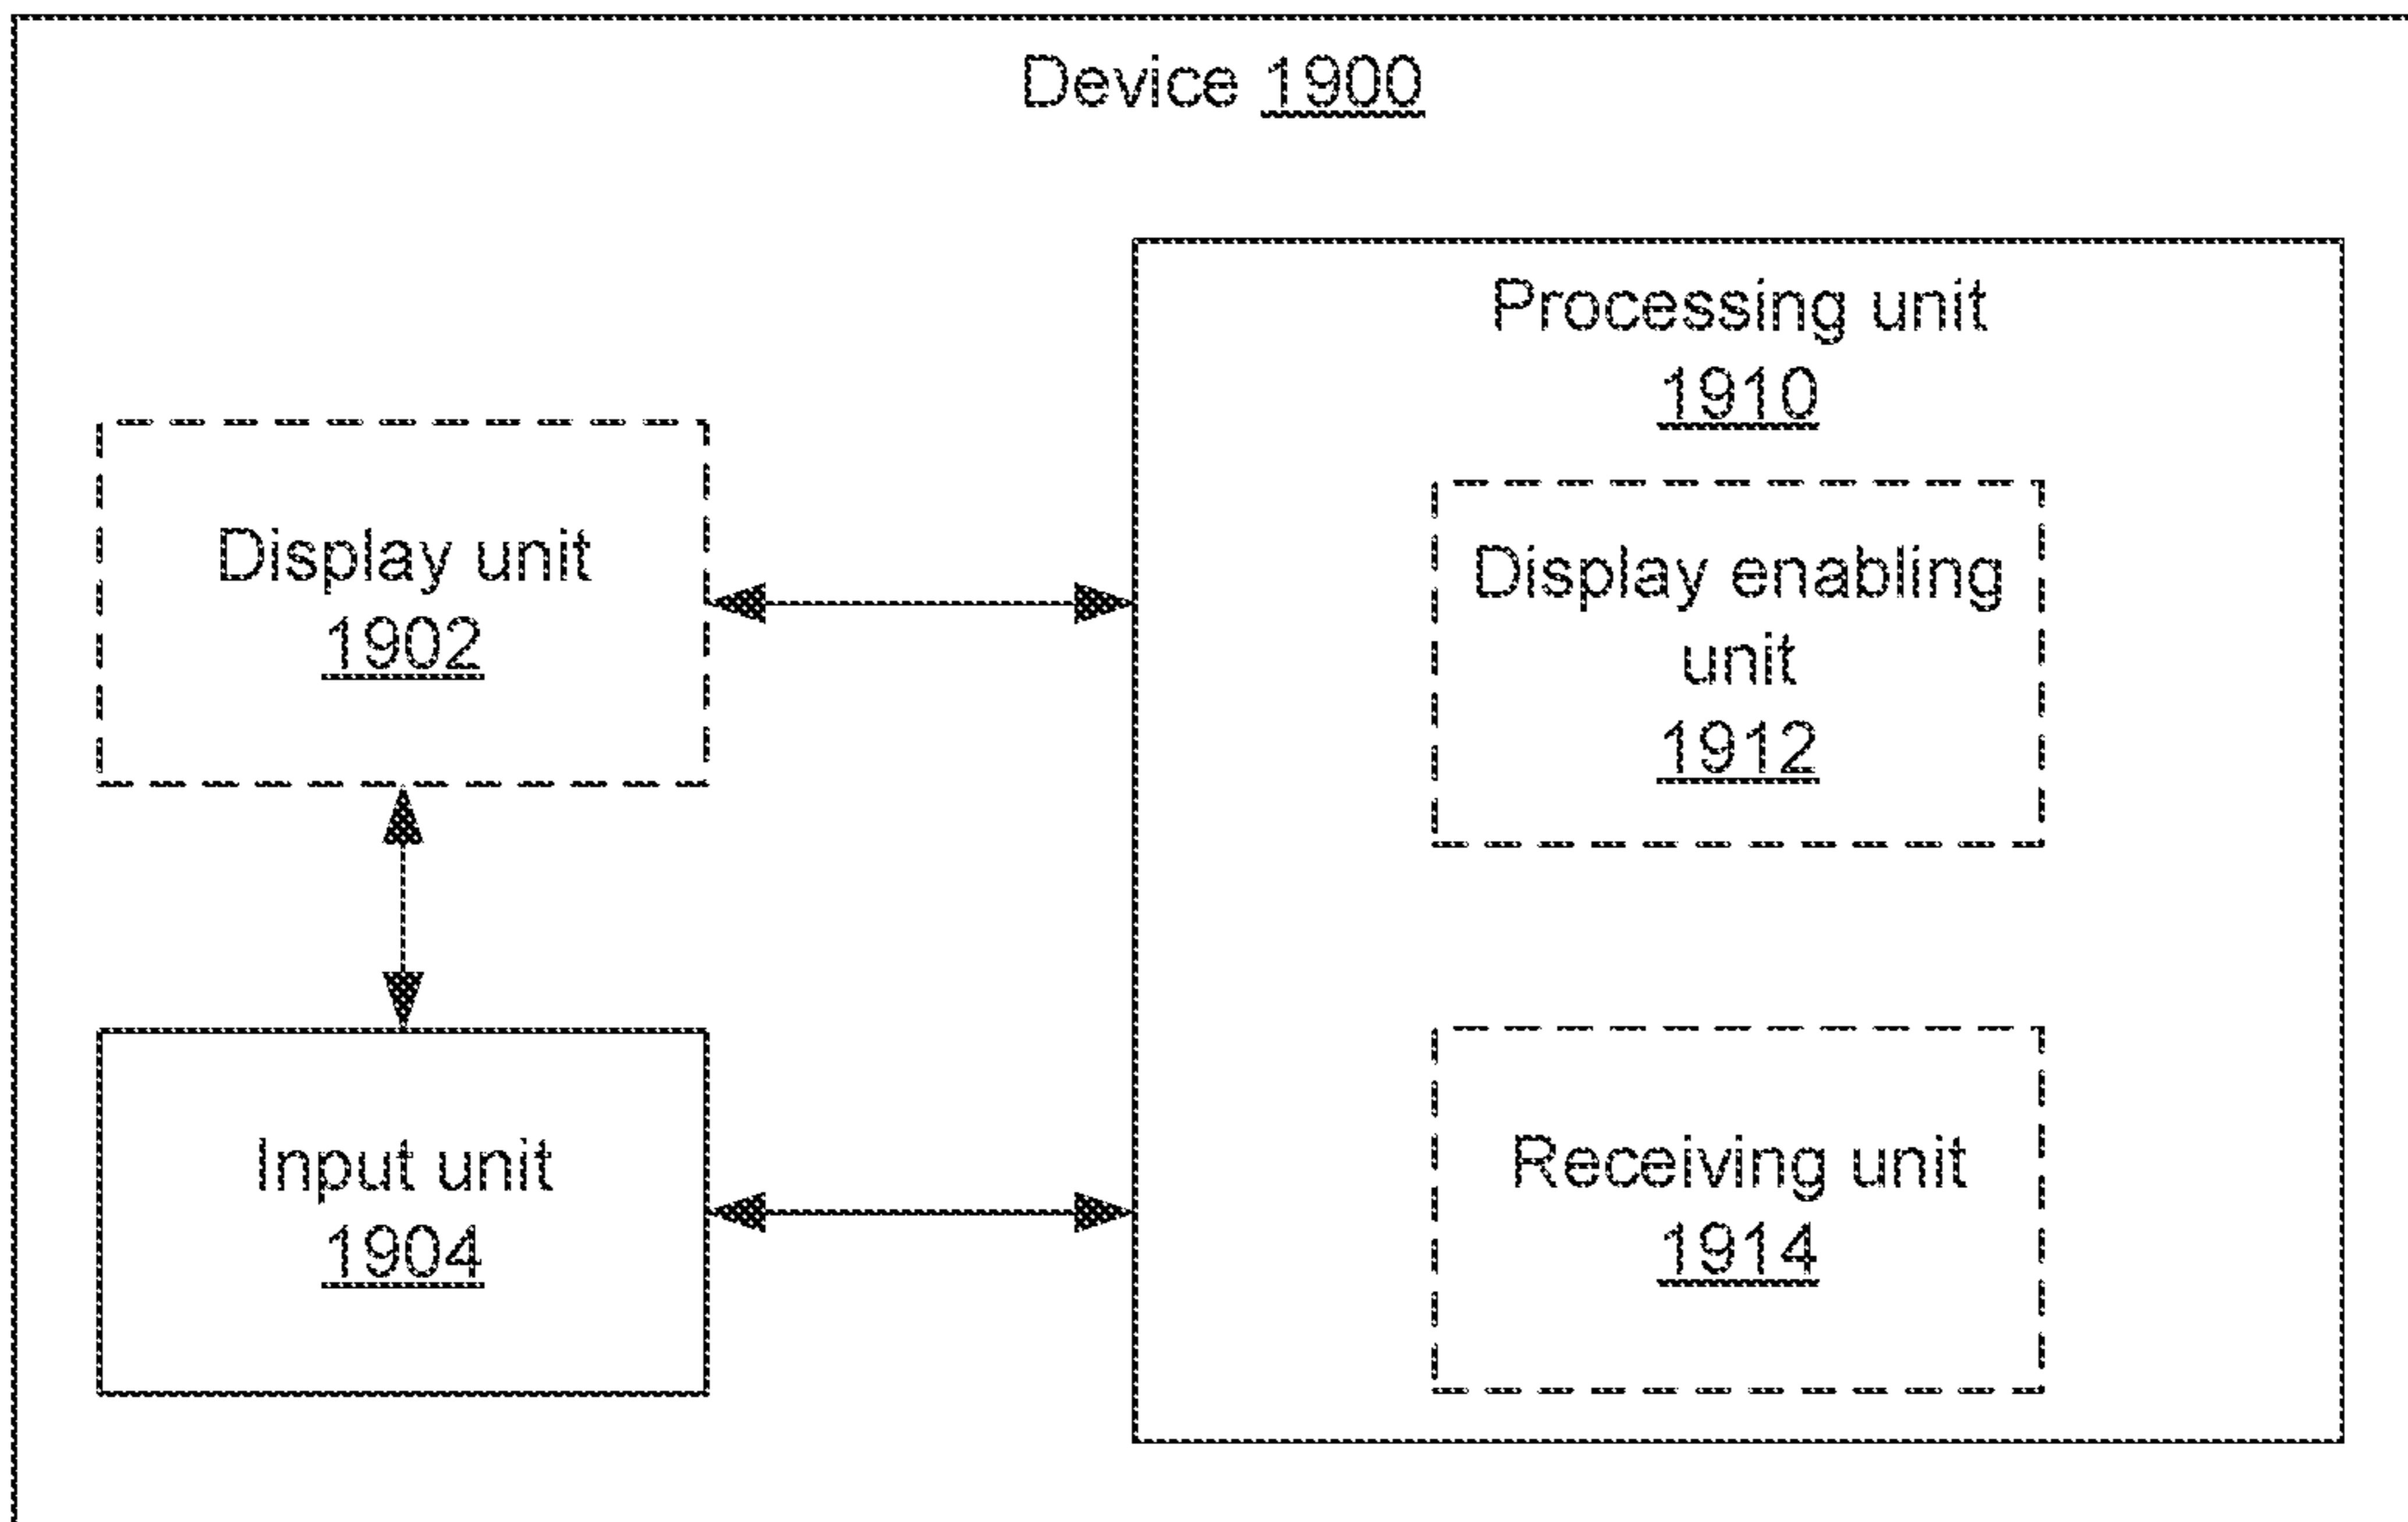 Device 1900
Processing unit
1910
Display unit
1902
Display enabling
unit
1912
Input unit
1904
Receiving unit
1914